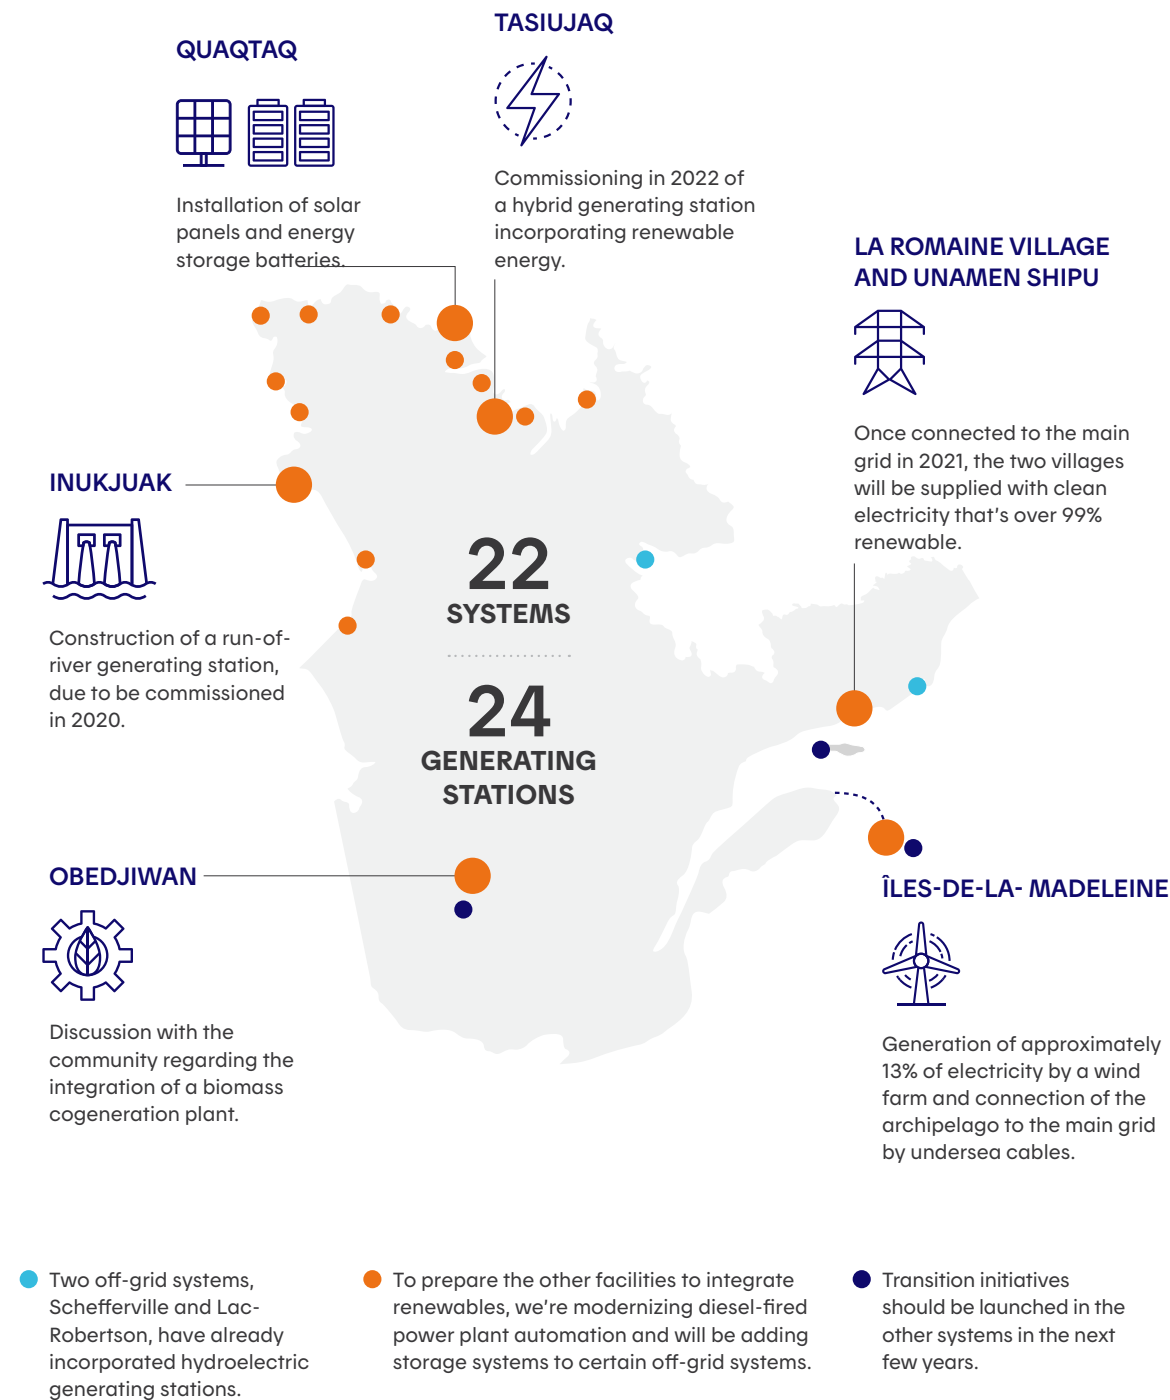 TASIUJAQ
Commissioning in 2022 of
a hybrid generating station
incorporating renewable
energy.
QUAQTAQ
Installation of solar
panels and energy
storage batteries.
LA ROMAINE VILLAGE
AND UNAMEN SHIPU
Once connected to the main
grid in 2021, the two villages
will be supplied with clean
electricity that's over 99%
renewable.
INUKJUAK
Construction of a run-of-
river generating station,
due to be commissioned
in 2020.
22
SYSTEMS
24
GENERATING
STATIONS
OBEDJIWAN
Discussion with the
community regarding the
integration of a biomass
cogeneration plant.
ÎLES-DE-LA- MADELEINE
Generation of approximately
13% of electricity by a wind
farm and connection of the
archipelago to the main grid
by undersea cables.
Two off-grid systems,
Schefferville and Lac-
Robertson, have already
incorporated hydroelectric
generating stations.
To prepare the other facilities to integrate
renewables, we're modernizing diesel-fired
power plant automation and will be adding
storage systems to certain off-grid systems.
Transition initiatives
should be launched in the
other systems in the next
few years.